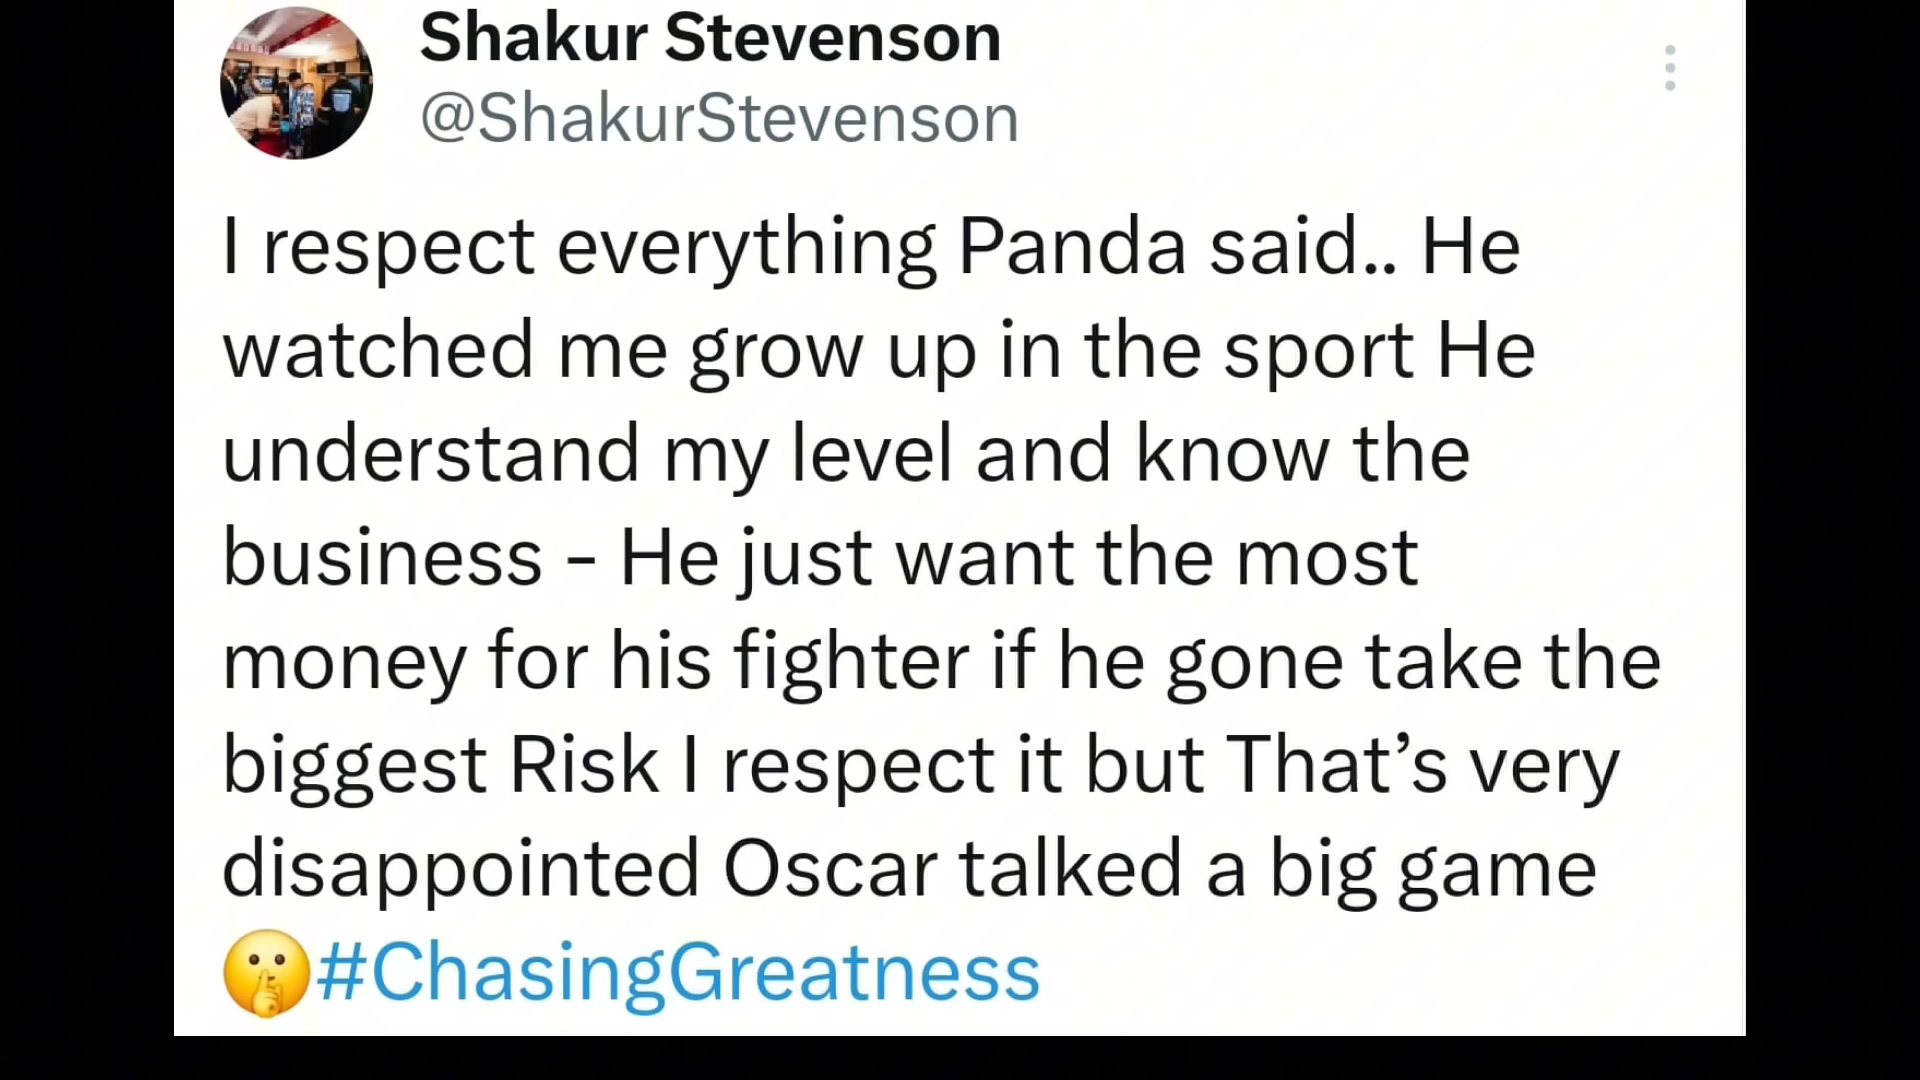 Shakur Stevenson
@ShakurStevenson
I respect everything Panda said.. He
watched me grow up in the sport He
understand my level and know the
business - He just want the most
money for his fighter if he gone take the
biggest Risk I respect it but That’s very
disappointed Oscar talked a big game
🤫#ChasingGreatness